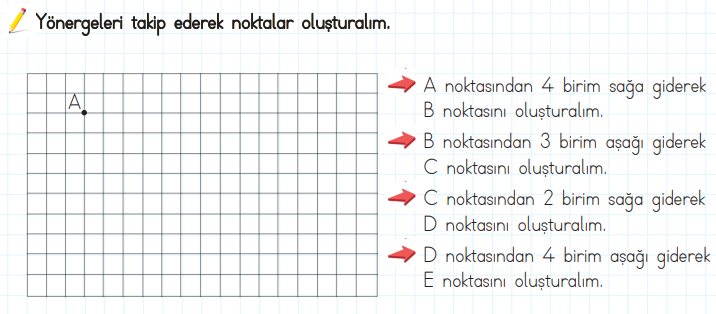 Yönergeleri takip ederek noktalar oluşturalım.
A
A noktasından 4 birim sağa giderek
B noktasını oluşturalım.
B noktasından 3 birim aşağı giderek
C noktasını oluşturalım.
C noktasından 2 birim sağa giderek
D noktasını oluşturalım.
D noktasından 4 birim aşağı giderek
E noktasını oluşturalım.